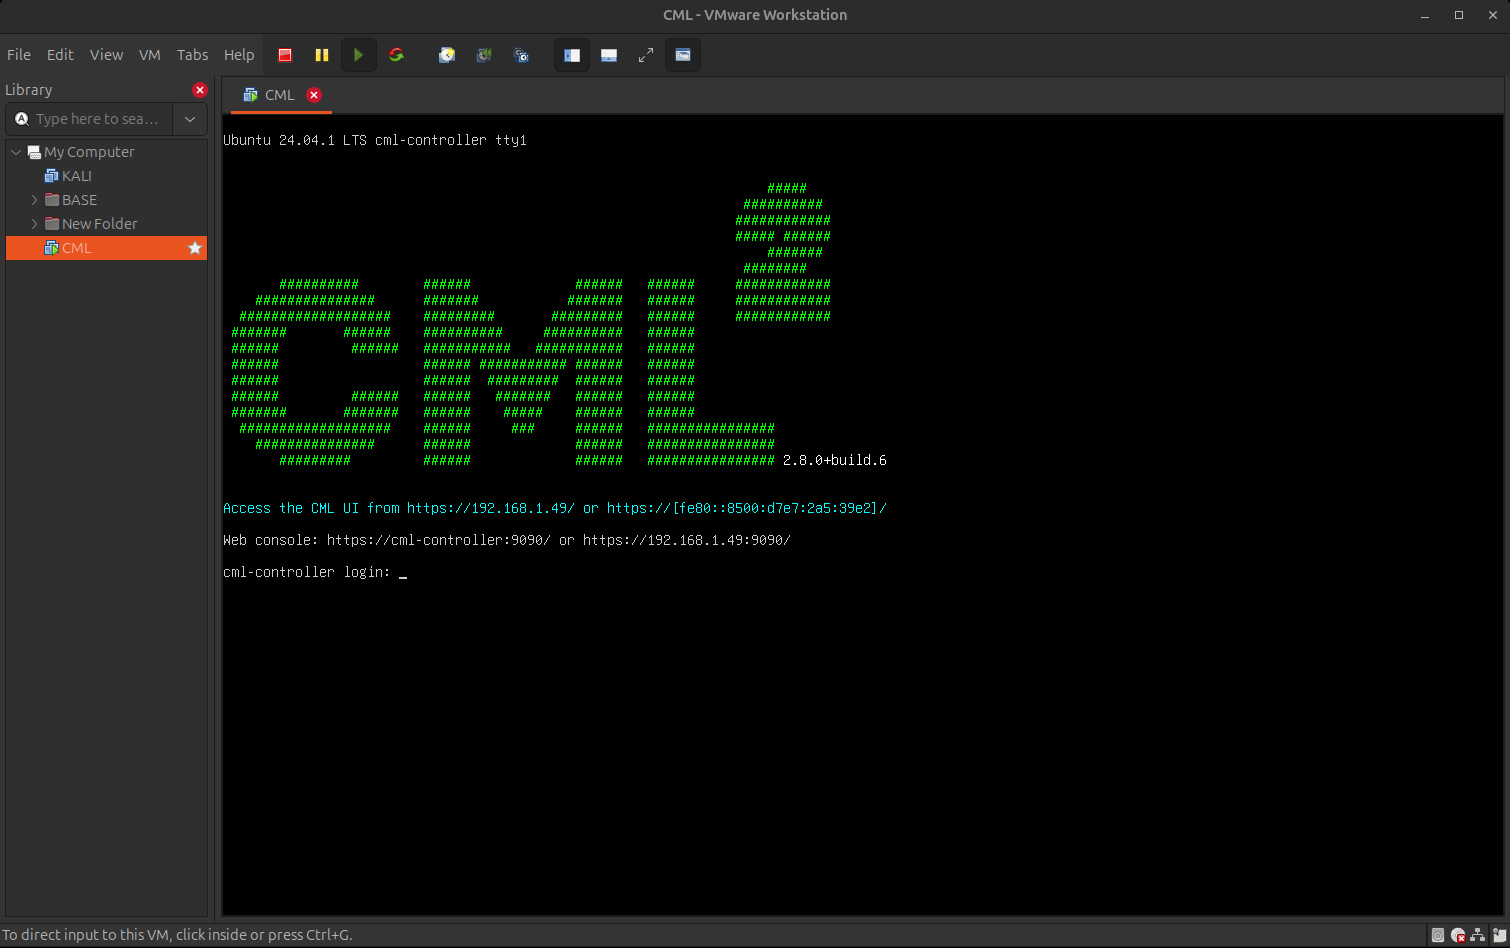 CML - VMware Workstation
File Edit View VM Tabs Help
Library
CML
Type here to sea...
My Computer
KALI
BASE
New Folder
CML
Ubuntu 24.04.1 LTS cml-controller tty1
CML2
2.8.0+build.6
Access the CML UI from https://192.168.1.49/ or https://[fe80::8500:d7e7:2a5:39e2]/
Web console: https://cml-controller:9090/ or https://192.168.1.49:9090/
cml-controller login: _
To direct input to this VM, click inside or press Ctrl+G.